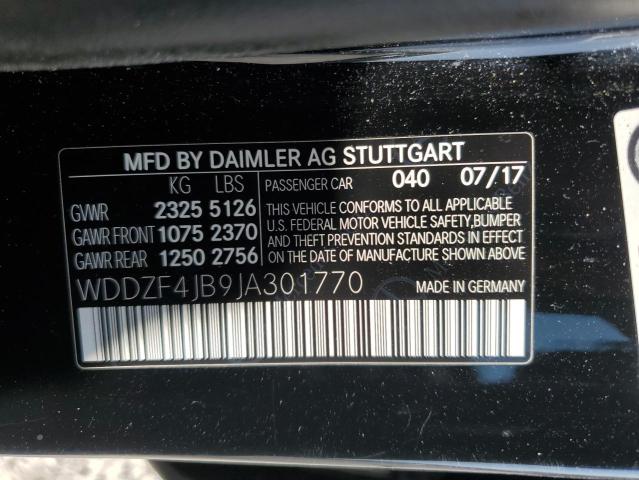 MFD BY DAIMLER AG STUTTGART
KG LBS
PASSENGER CAR 040 07/17
GVWR 2325 5126
GAWR FRONT 1075 2370
GAWR REAR 1250 2756
THIS VEHICLE CONFORMS TO ALL APPLICABLE
U.S. FEDERAL MOTOR VEHICLE SAFETY, BUMPER
AND THEFT PREVENTION STANDARDS IN EFFECT
ON THE DATE OF MANUFACTURE SHOWN ABOVE.
WDDZF4JB9JA301770
MADE IN GERMANY